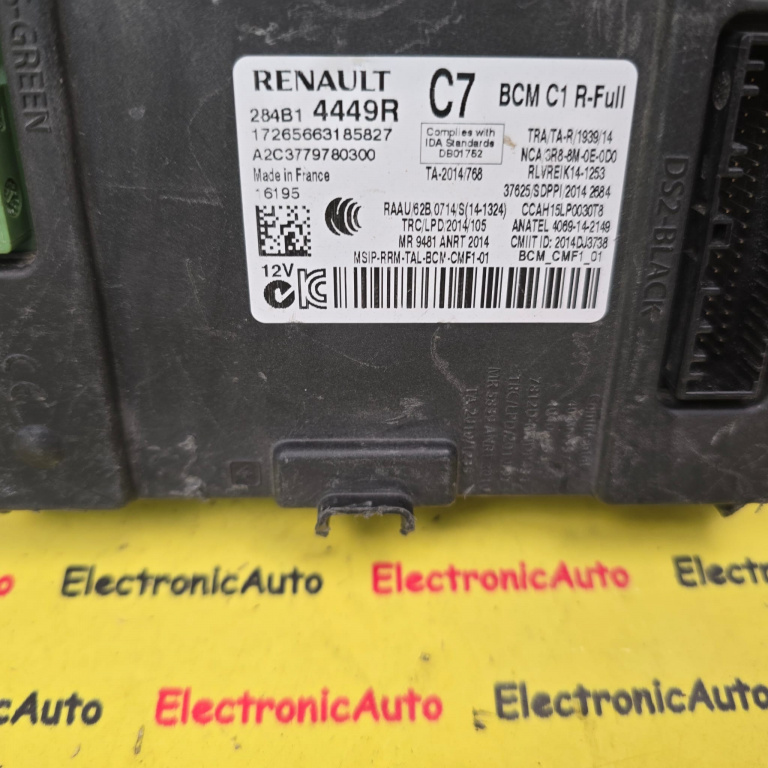 GREEN
RENAULT C7 BCM C1 R-Full
284B1 4449R
17265663185827
A2C3779780300
Made in France
16195
Complies with
IDA Standards
DB01752
TA-2014/768
TRA/TA-R/1939/14
NCA:3R8-8M-0E-0D0
RLVREIK14-1253
37625/SDPPI/2014 2684
RAAU/62B,0714/S(14-1324)
TRC/LPD/2014/105
MR 9481 ANRT 2014
MSIP-RRM-TAL-BCM-CMF1-01
CCAH15LP0030T8
ANATEL 4069-14-2149
CMIIT ID: 2014DJ3738
BCM_CMF1_01
12V
DS2-BLACK
ElectronicAuto ElectronicAuto Electronic
cAuto ElectronicAuto ElectronicAuto